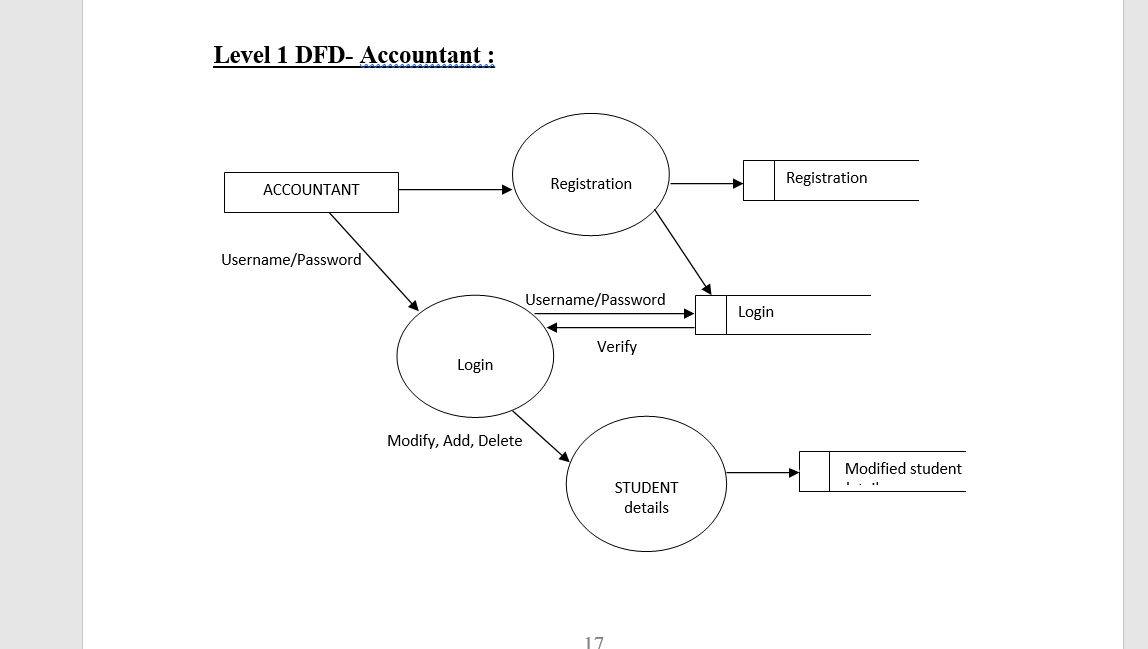 Level 1 DFD- Accountant :
ACCOUNTANT
Registration
Registration
Username/Password
Username/Password
Login
Verify
Login
Modify, Add, Delete
STUDENT
details
Modified student
17